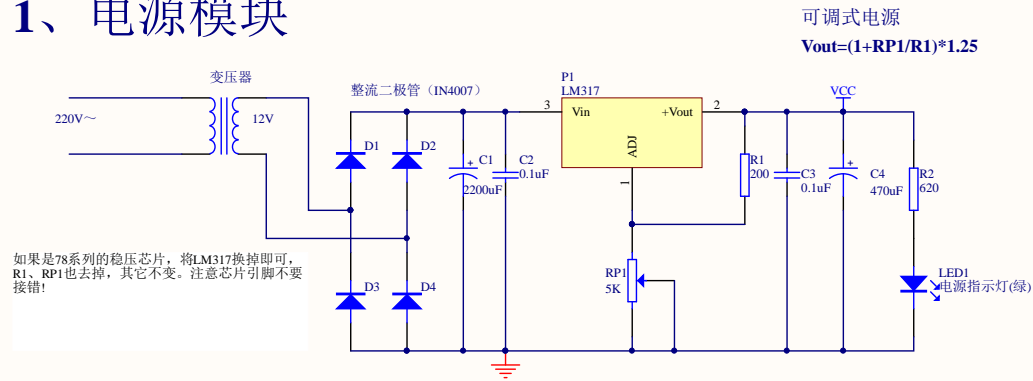 1、电源模块
可调式电源
Vout=(1+RP1/R1)*1.25
变压器
220V～
12V
整流二极管（IN4007）
P1
LM317
3
Vin
+Vout
2
ADJ
1
VCC
D1
D2
C1
2200uF
C2
0.1uF
R1
200
C3
0.1uF
C4
470uF
R2
620
如果是78系列的稳压芯片，将LM317换掉即可，
R1、RP1也去掉，其它不变。注意芯片引脚不要
接错!
D3
D4
RP1
5K
LED1
电源指示灯(绿)
+
+